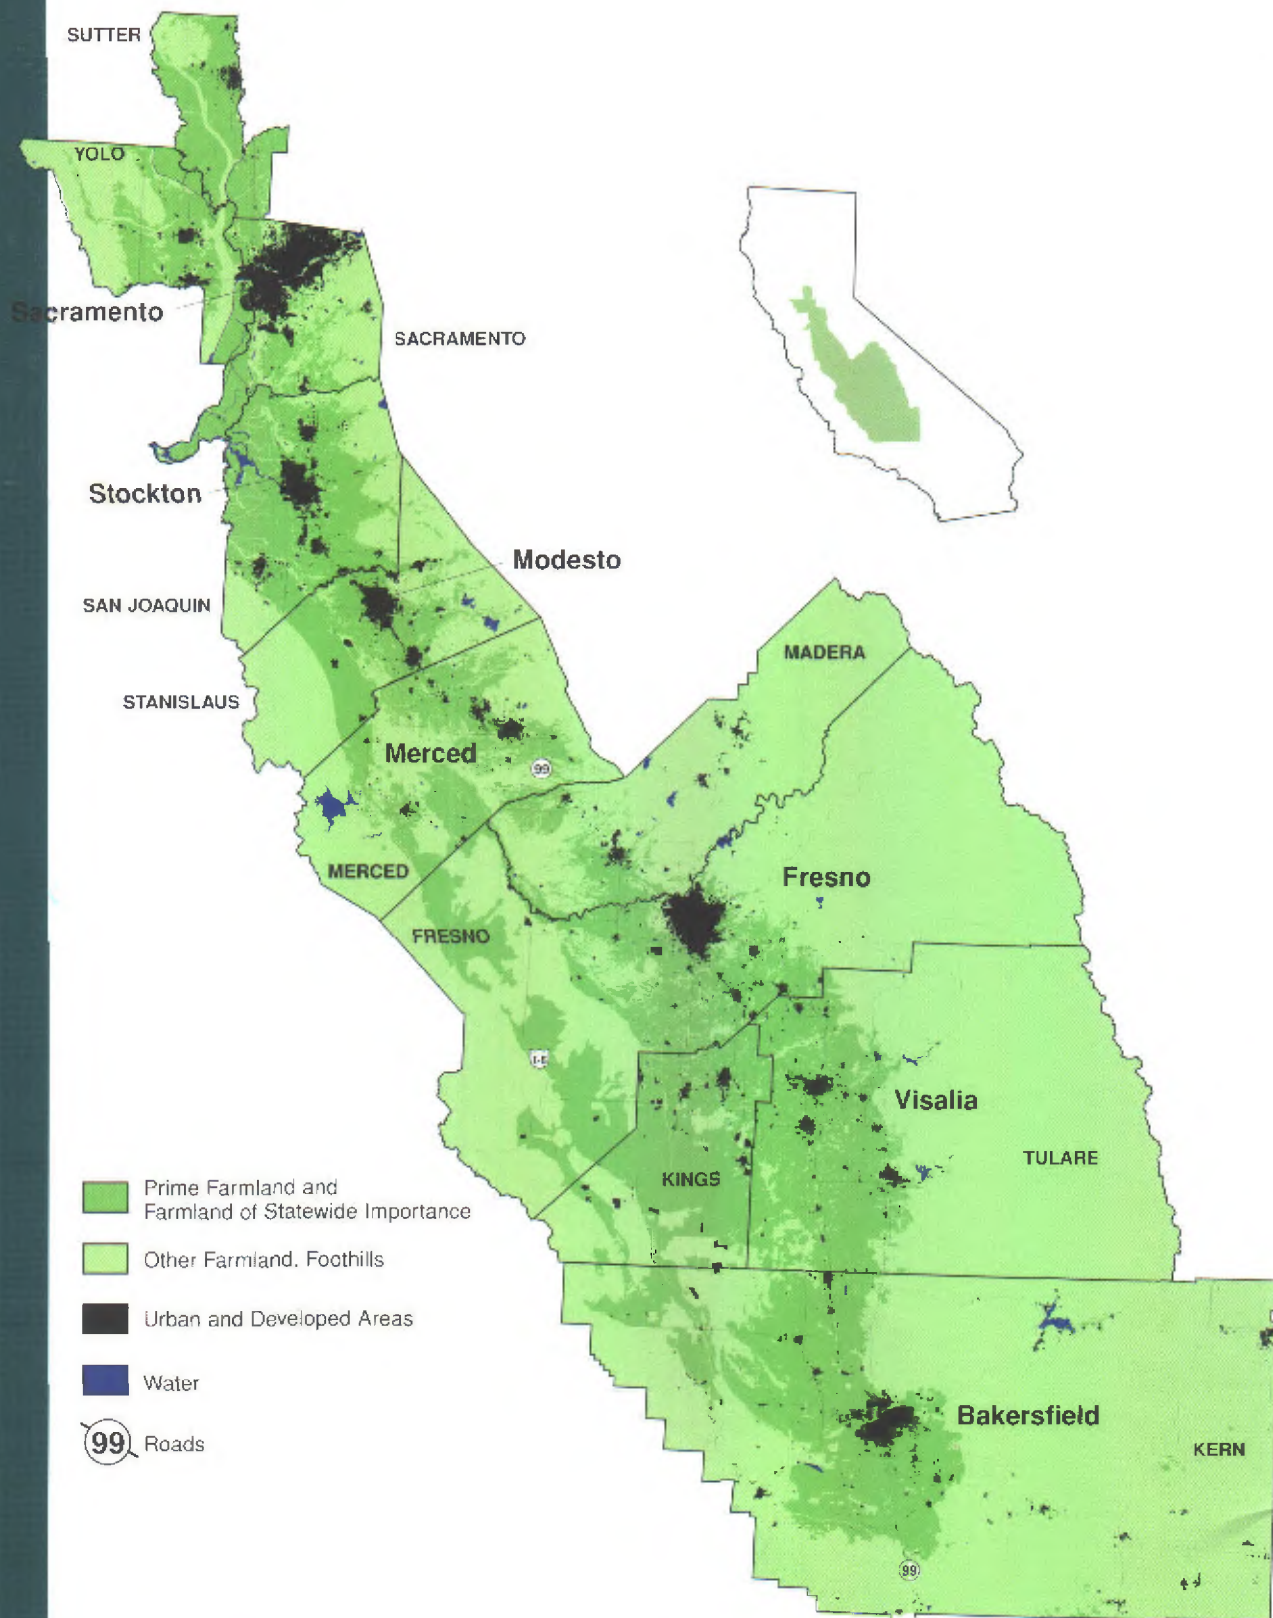 SUTTER
YOLO
Sacramento
SACRAMENTO
Stockton
Modesto
SAN JOAQUIN
MADERA
STANISLAUS
Merced
99
MERCED
Fresno
FRESNO
I-5
Visalia
TULARE
KINGS
Prime Farmland and
Farmland of Statewide Importance
Other Farmland, Foothills
Urban and Developed Areas
Water
99 Roads
Bakersfield
KERN
99